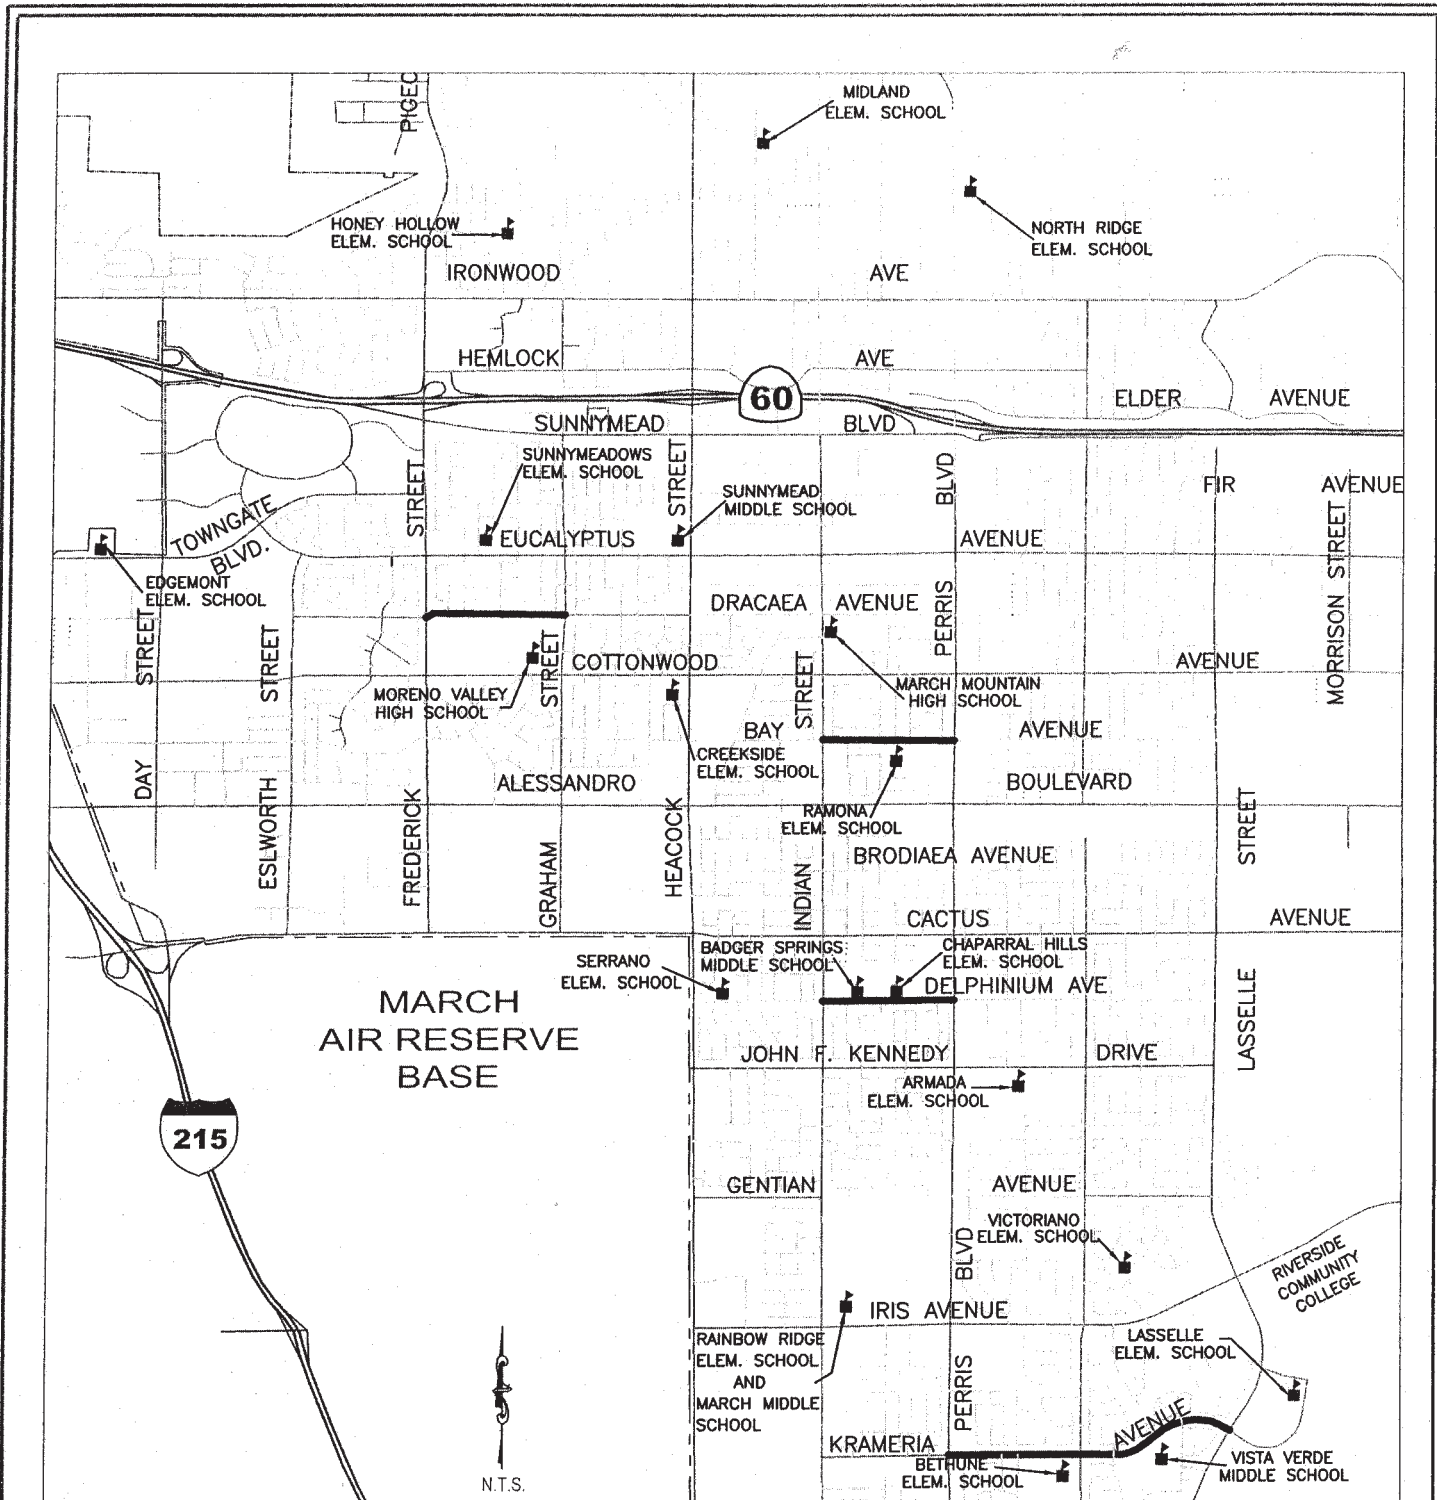 PIGEO
MIDLAND
ELEM. SCHOOL
HONEY HOLLOW
ELEM. SCHOOL
NORTH RIDGE
ELEM. SCHOOL
IRONWOOD AVE
HEMLOCK AVE
60
ELDER AVENUE
SUNNYMEAD BLVD
SUNNYMEADOWS
ELEM. SCHOOL
STREET
STREET
BLVD
FIR AVENUE
SUNNYMEAD
MIDDLE SCHOOL
TOWNGATE
BLVD.
EUCALYPTUS AVENUE
MORRISON STREET
EDGEMONT
ELEM. SCHOOL
DRACAEA AVENUE
PERRIS
STREET
STREET
STREET
COTTONWOOD AVENUE
STREET
MORENO VALLEY
HIGH SCHOOL
MARCH MOUNTAIN
HIGH SCHOOL
BAY AVENUE
CREEKSIDE
ELEM. SCHOOL
DAY
ALESSANDRO BOULEVARD
ESLWORTH
FREDERICK
GRAHAM
HEACOCK
RAMONA
ELEM. SCHOOL
STREET
BRODIAEA AVENUE
INDIAN
CACTUS AVENUE
SERRANO
ELEM. SCHOOL
BADGER SPRINGS
MIDDLE SCHOOL
CHAPARRAL HILLS
ELEM. SCHOOL
DELPHINIUM AVE
LASSELLE
MARCH
AIR RESERVE
BASE
JOHN F. KENNEDY DRIVE
ARMADA
ELEM. SCHOOL
215
GENTIAN AVENUE
VICTORIANO
ELEM. SCHOOL
BLVD
RIVERSIDE
COMMUNITY
COLLEGE
IRIS AVENUE
RAINBOW RIDGE
ELEM. SCHOOL
AND
MARCH MIDDLE
SCHOOL
LASSELLE
ELEM. SCHOOL
PERRIS
KRAMERIA AVENUE
BETHUNE
ELEM. SCHOOL
VISTA VERDE
MIDDLE SCHOOL
N.T.S.